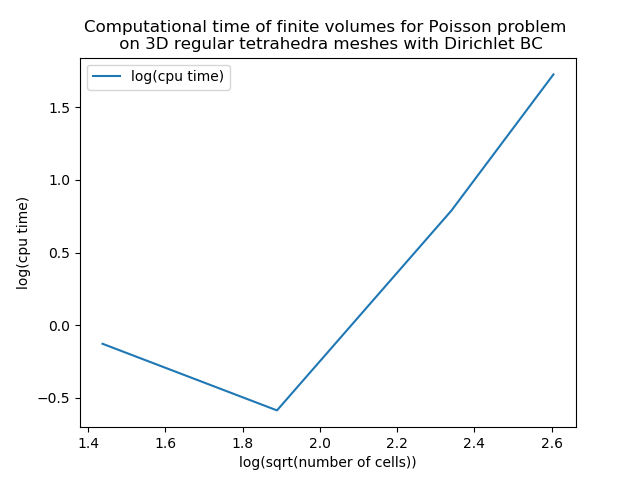 Computational time of finite volumes for Poisson problem
on 3D regular tetrahedra meshes with Dirichlet BC
log(cpu time)
1.5
1.0
0.5
0.0
−0.5
log(cpu time)
1.4 1.6 1.8 2.0 2.2 2.4 2.6
log(sqrt(number of cells))